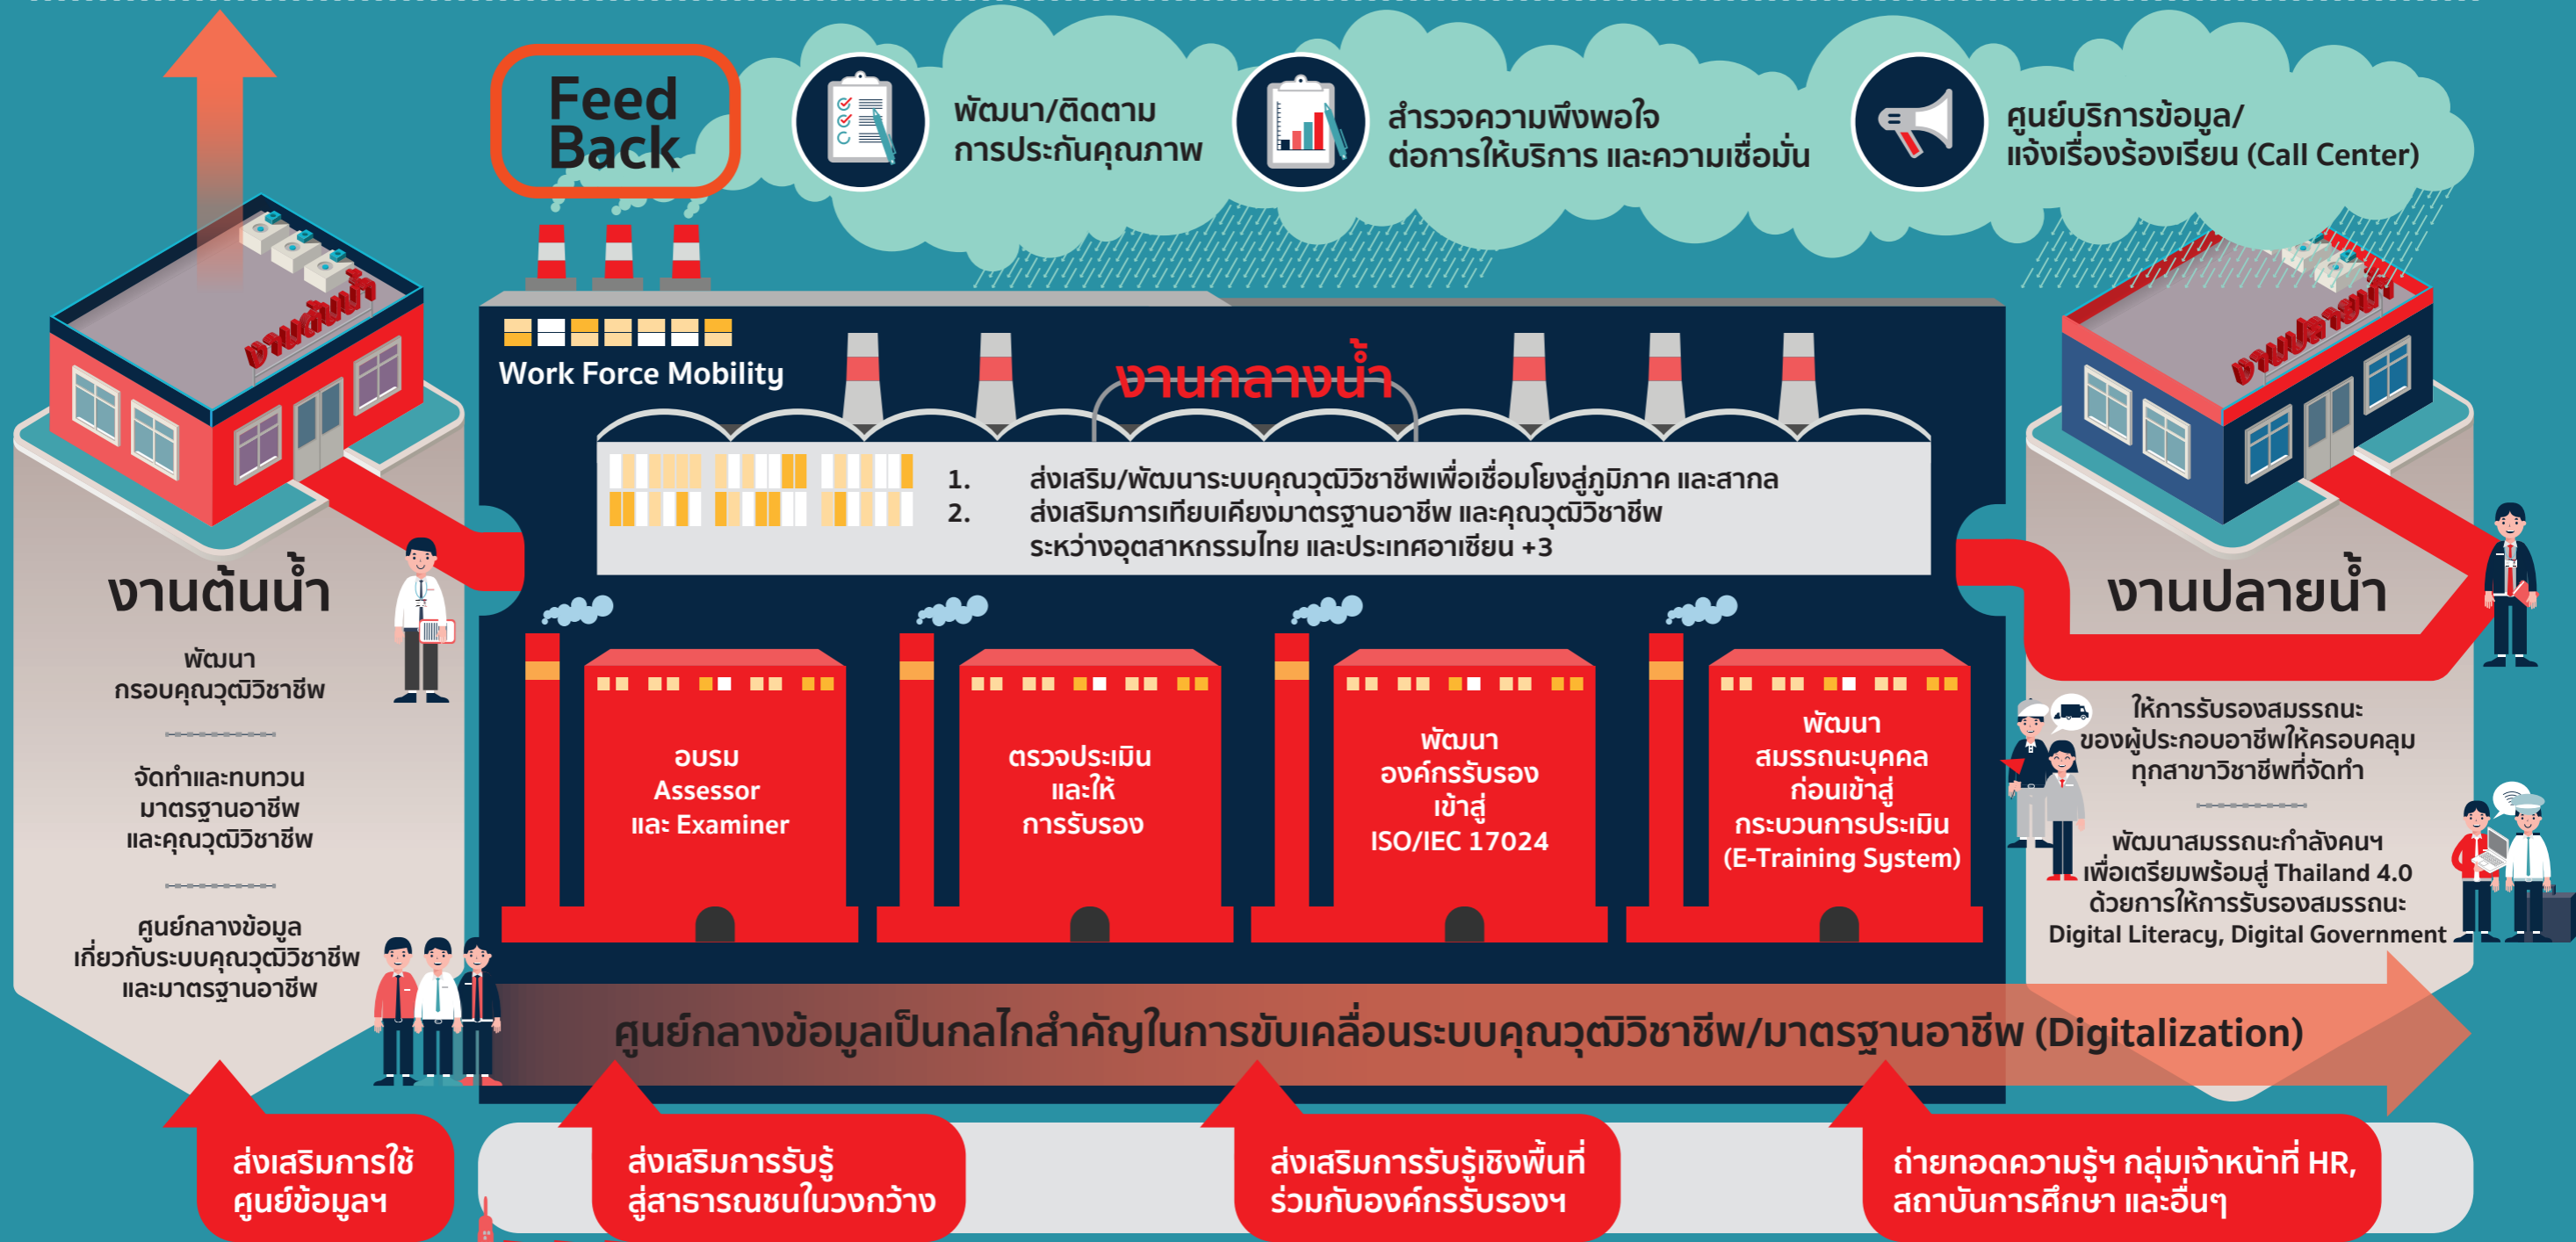 Feed
Back
พัฒนา/ติดตาม
การประกันคุณภาพ
สำรวจความพึงพอใจ
ต่อการให้บริการ และความเชื่อมั่น
ศูนย์บริการข้อมูล/
แจ้งเรื่องร้องเรียน (Call Center)
งานต้นน้ำ
งานต้นน้ำ
พัฒนา
กรอบคุณวุฒิวิชาชีพ
จัดทำและทบทวน
มาตรฐานอาชีพ
และคุณวุฒิวิชาชีพ
ศูนย์กลางข้อมูล
เกี่ยวกับระบบคุณวุฒิวิชาชีพ
และมาตรฐานอาชีพ
Work Force Mobility
งานกลางน้ำ
1. ส่งเสริม/พัฒนาระบบคุณวุฒิวิชาชีพเพื่อเชื่อมโยงสู่ภูมิภาค และสากล
2. ส่งเสริมการเทียบเคียงมาตรฐานอาชีพ และคุณวุฒิวิชาชีพ
ระหว่างอุตสาหกรรมไทย และประเทศอาเซียน +3
อบรม
Assessor
และ Examiner
ตรวจประเมิน
และให้
การรับรอง
พัฒนา
องค์กรรับรอง
เข้าสู่
ISO/IEC 17024
พัฒนา
สมรรถนะบุคคล
ก่อนเข้าสู่
กระบวนการประเมิน
(E-Training System)
งานปลายน้ำ
งานปลายน้ำ
ให้การรับรองสมรรถนะ
ของผู้ประกอบอาชีพให้ครอบคลุม
ทุกสาขาวิชาชีพที่จัดทำ
พัฒนาสมรรถนะกำลังคนฯ
เพื่อเตรียมพร้อมสู่ Thailand 4.0
ด้วยการให้การรับรองสมรรถนะ
Digital Literacy, Digital Government
ศูนย์กลางข้อมูลเป็นกลไกสำคัญในการขับเคลื่อนระบบคุณวุฒิวิชาชีพ/มาตรฐานอาชีพ (Digitalization)
ส่งเสริมการใช้
ศูนย์ข้อมูลฯ
ส่งเสริมการรับรู้
สู่สาธารณชนในวงกว้าง
ส่งเสริมการรับรู้เชิงพื้นที่
ร่วมกับองค์กรรับรองฯ
ถ่ายทอดความรู้ฯ กลุ่มเจ้าหน้าที่ HR,
สถาบันการศึกษา และอื่นๆ